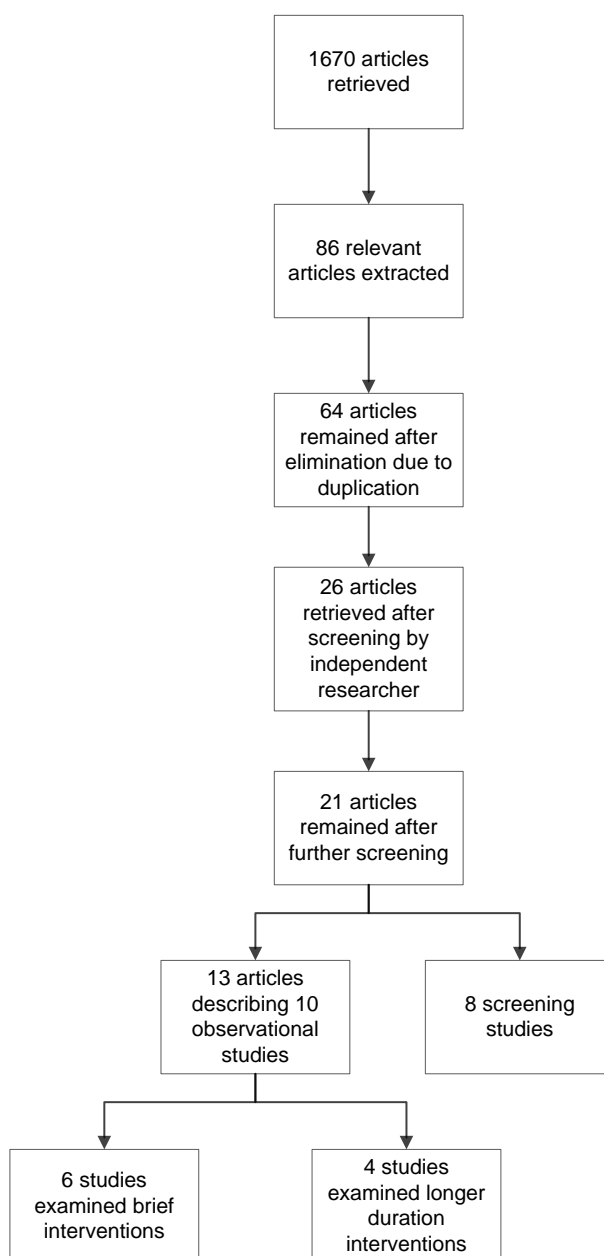 1670 articles
retrieved
86 relevant
articles extracted
64 articles
remained after
elimination due to
duplication
26 articles
retrieved after
screening by
independent
researcher
21 articles
remained after
further screening
13 articles
describing 10
observational
studies
8 screening
studies
6 studies
examined brief
interventions
4 studies
examined longer
duration
interventions